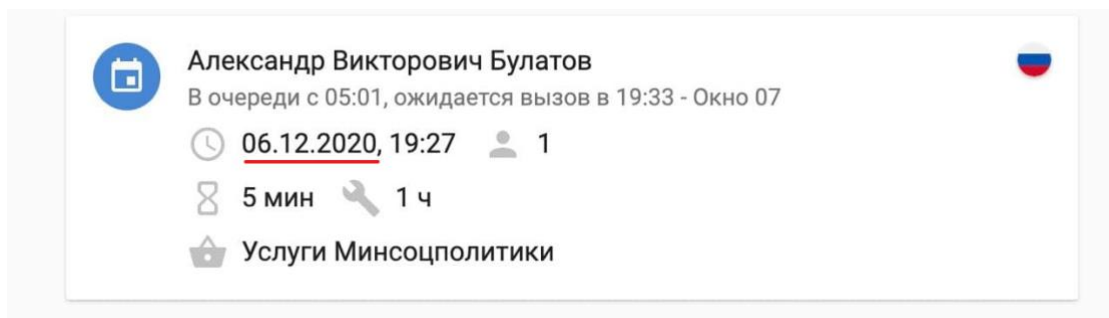 Александр Викторович Булатов
В очереди с 05:01, ожидается вызов в 19:33 - Окно 07
06.12.2020, 19:27 1
5 мин 1 ч
Услуги Минсоцполитики